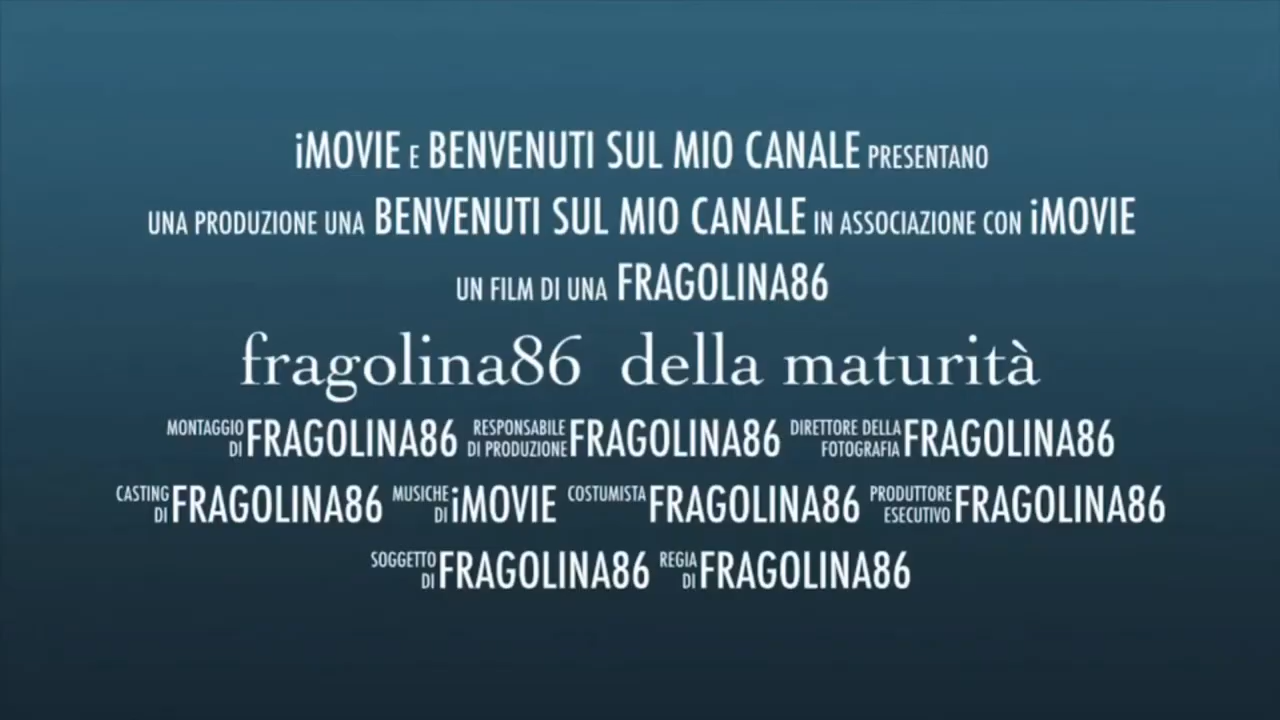 iMOVIE E BENVENUTI SUL MIO CANALE PRESENTANO
UNA PRODUZIONE UNA BENVENUTI SUL MIO CANALE IN ASSOCIAZIONE CON iMOVIE
UN FILM DI UNA FRAGOLINA86
fragolina86 della maturità
MONTAGGIO DI FRAGOLINA86 RESPONSABILE DI PRODUZIONE FRAGOLINA86 DIRETTORE DELLA FOTOGRAFIA FRAGOLINA86
CASTING DI FRAGOLINA86 MUSICHE DI iMOVIE COSTUMISTA FRAGOLINA86 PRODUTTORE ESECUTIVO FRAGOLINA86
SOGGETTO DI FRAGOLINA86 REGIA DI FRAGOLINA86